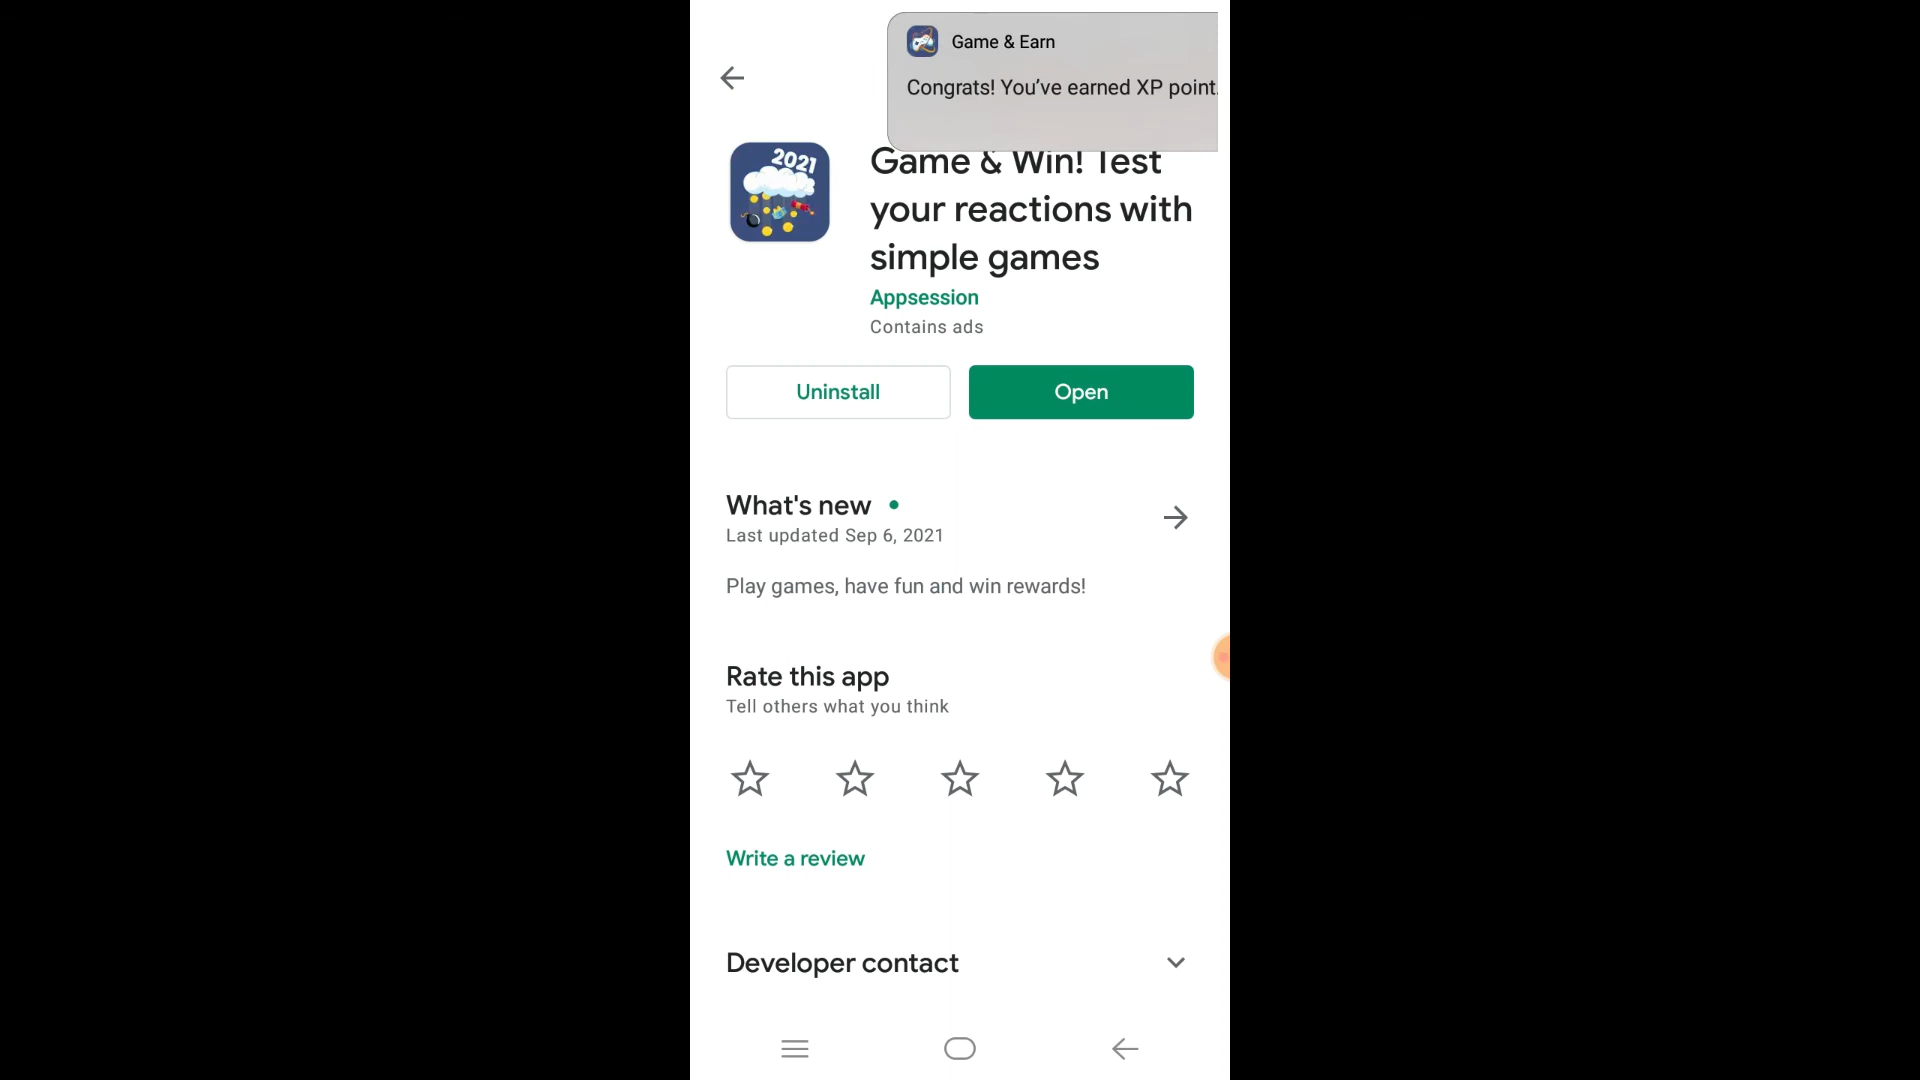 Game & Earn
Congrats! You’ve earned XP point.
2021
Game & Win! Test
your reactions with
simple games
Appsession
Contains ads
Uninstall
Open
What's new
Last updated Sep 6, 2021
Play games, have fun and win rewards!
Rate this app
Tell others what you think
Write a review
Developer contact